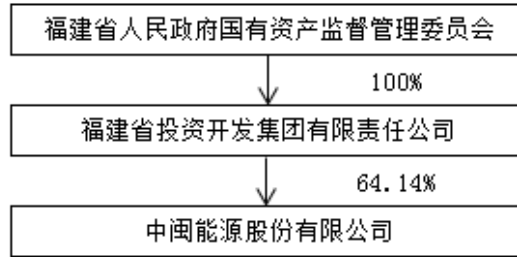 福建省人民政府国有资产监督管理委员会
100%
福建省投资开发集团有限责任公司
64.14%
中闽能源股份有限公司